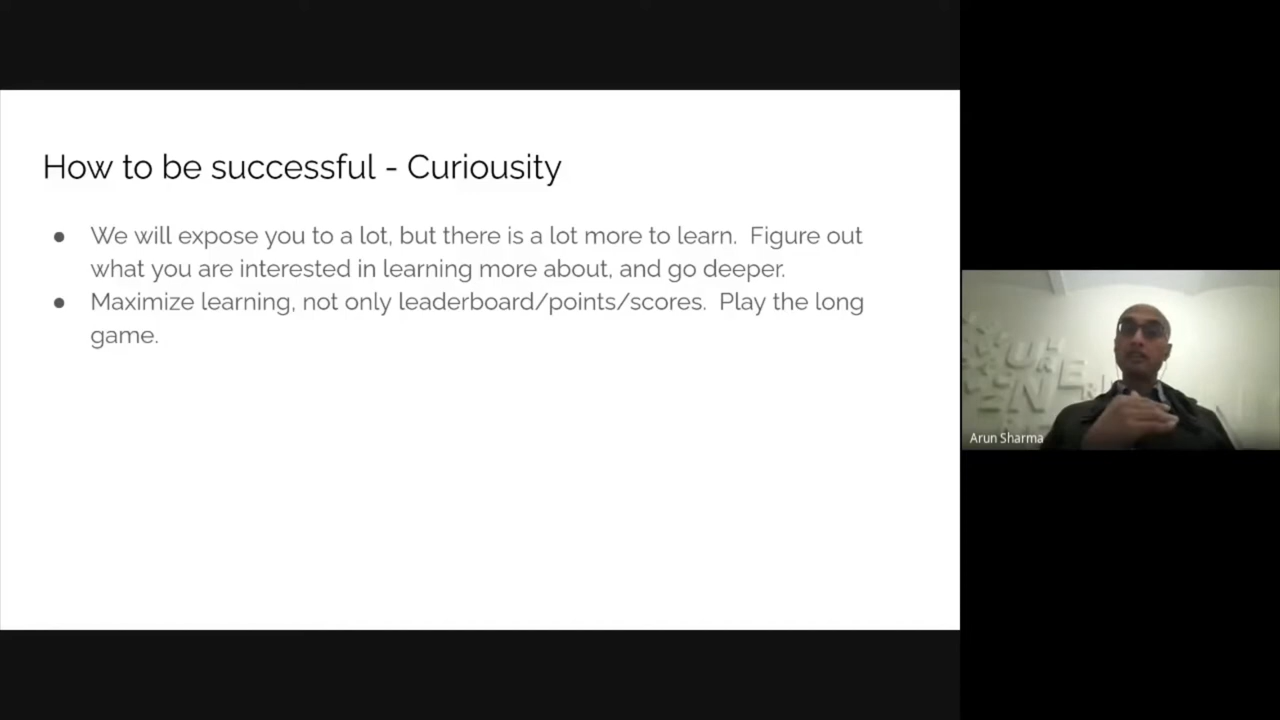 How to be successful - Curiousity
● We will expose you to a lot, but there is a lot more to learn.  Figure out
what you are interested in learning more about, and go deeper.
● Maximize learning, not only leaderboard/points/scores.  Play the long
game.
Arun Sharma